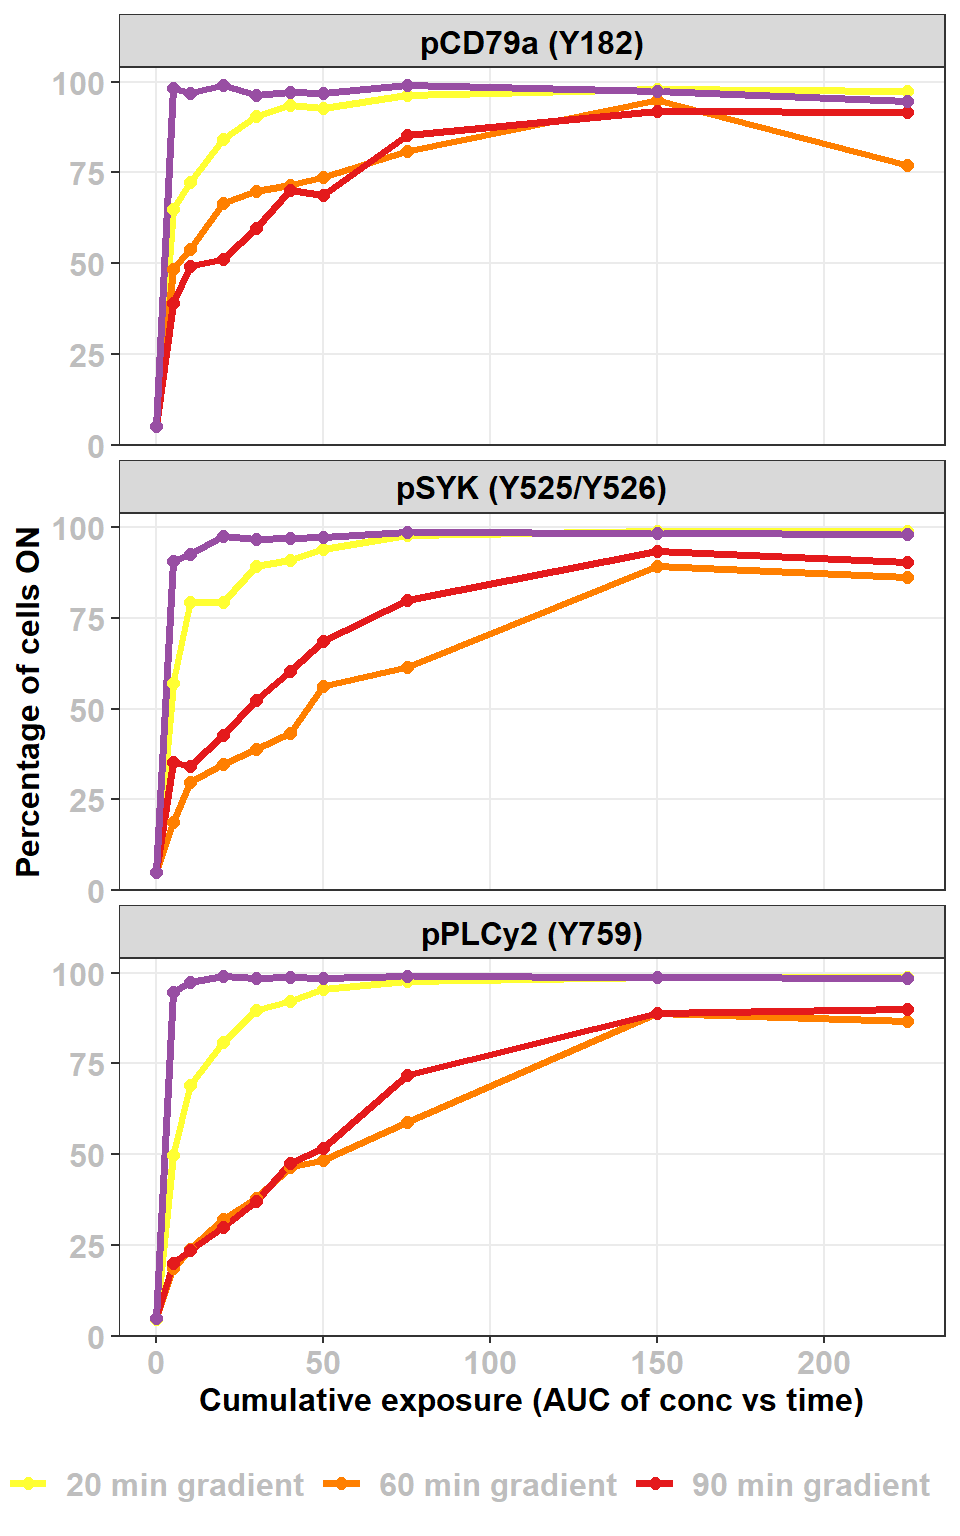 pCD79a (Y182)
100
75
50
25
0
pSYK (Y525/Y526)
100
75
50
25
0
pPLCy2 (Y759)
100
75
50
25
0
Percentage of cells ON
0 50 100 150 200
Cumulative exposure (AUC of conc vs time)
20 min gradient 60 min gradient 90 min gradient